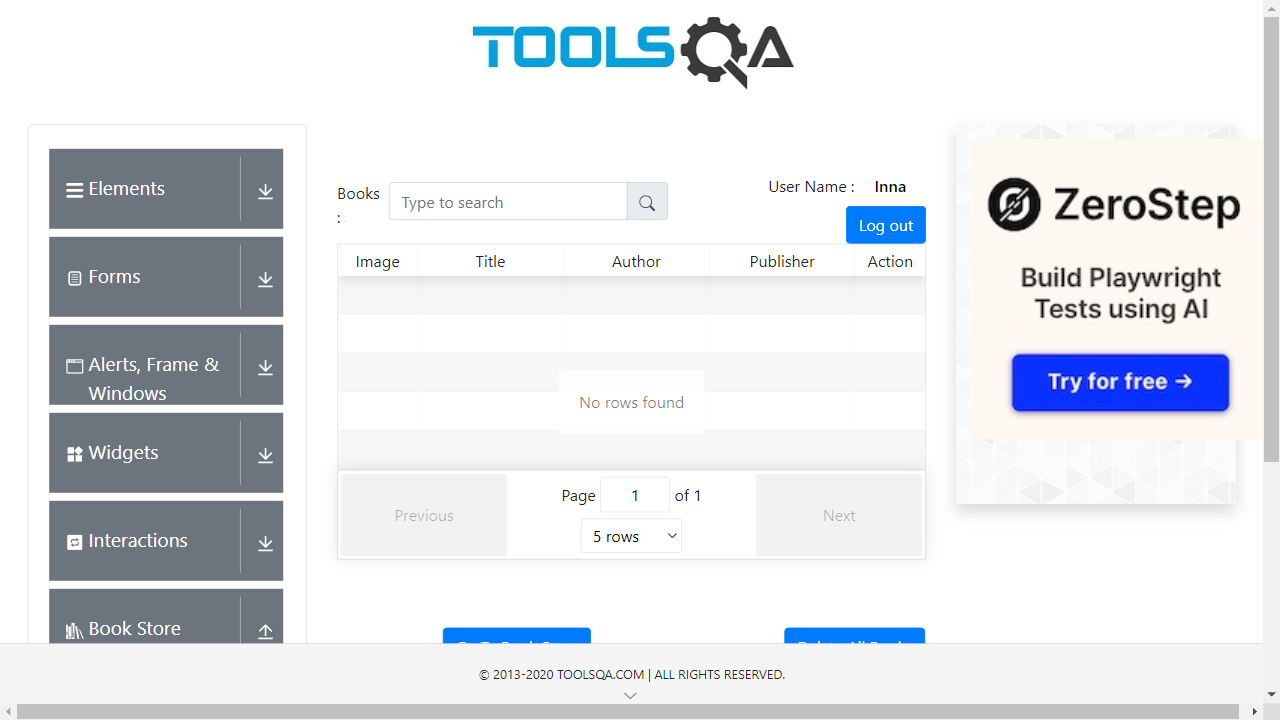 TOOLSQA
Elements
Forms
Alerts, Frame &
Windows
Widgets
Interactions
Book Store
Books
:
Type to search
User Name :
Inna
Log out
Image
Title
Author
Publisher
Action
No rows found
Previous
Page 1 of 1
5 rows
Next
ZeroStep
Build Playwright
Tests using AI
Try for free →
© 2013-2020 TOOLSQA.COM | ALL RIGHTS RESERVED.